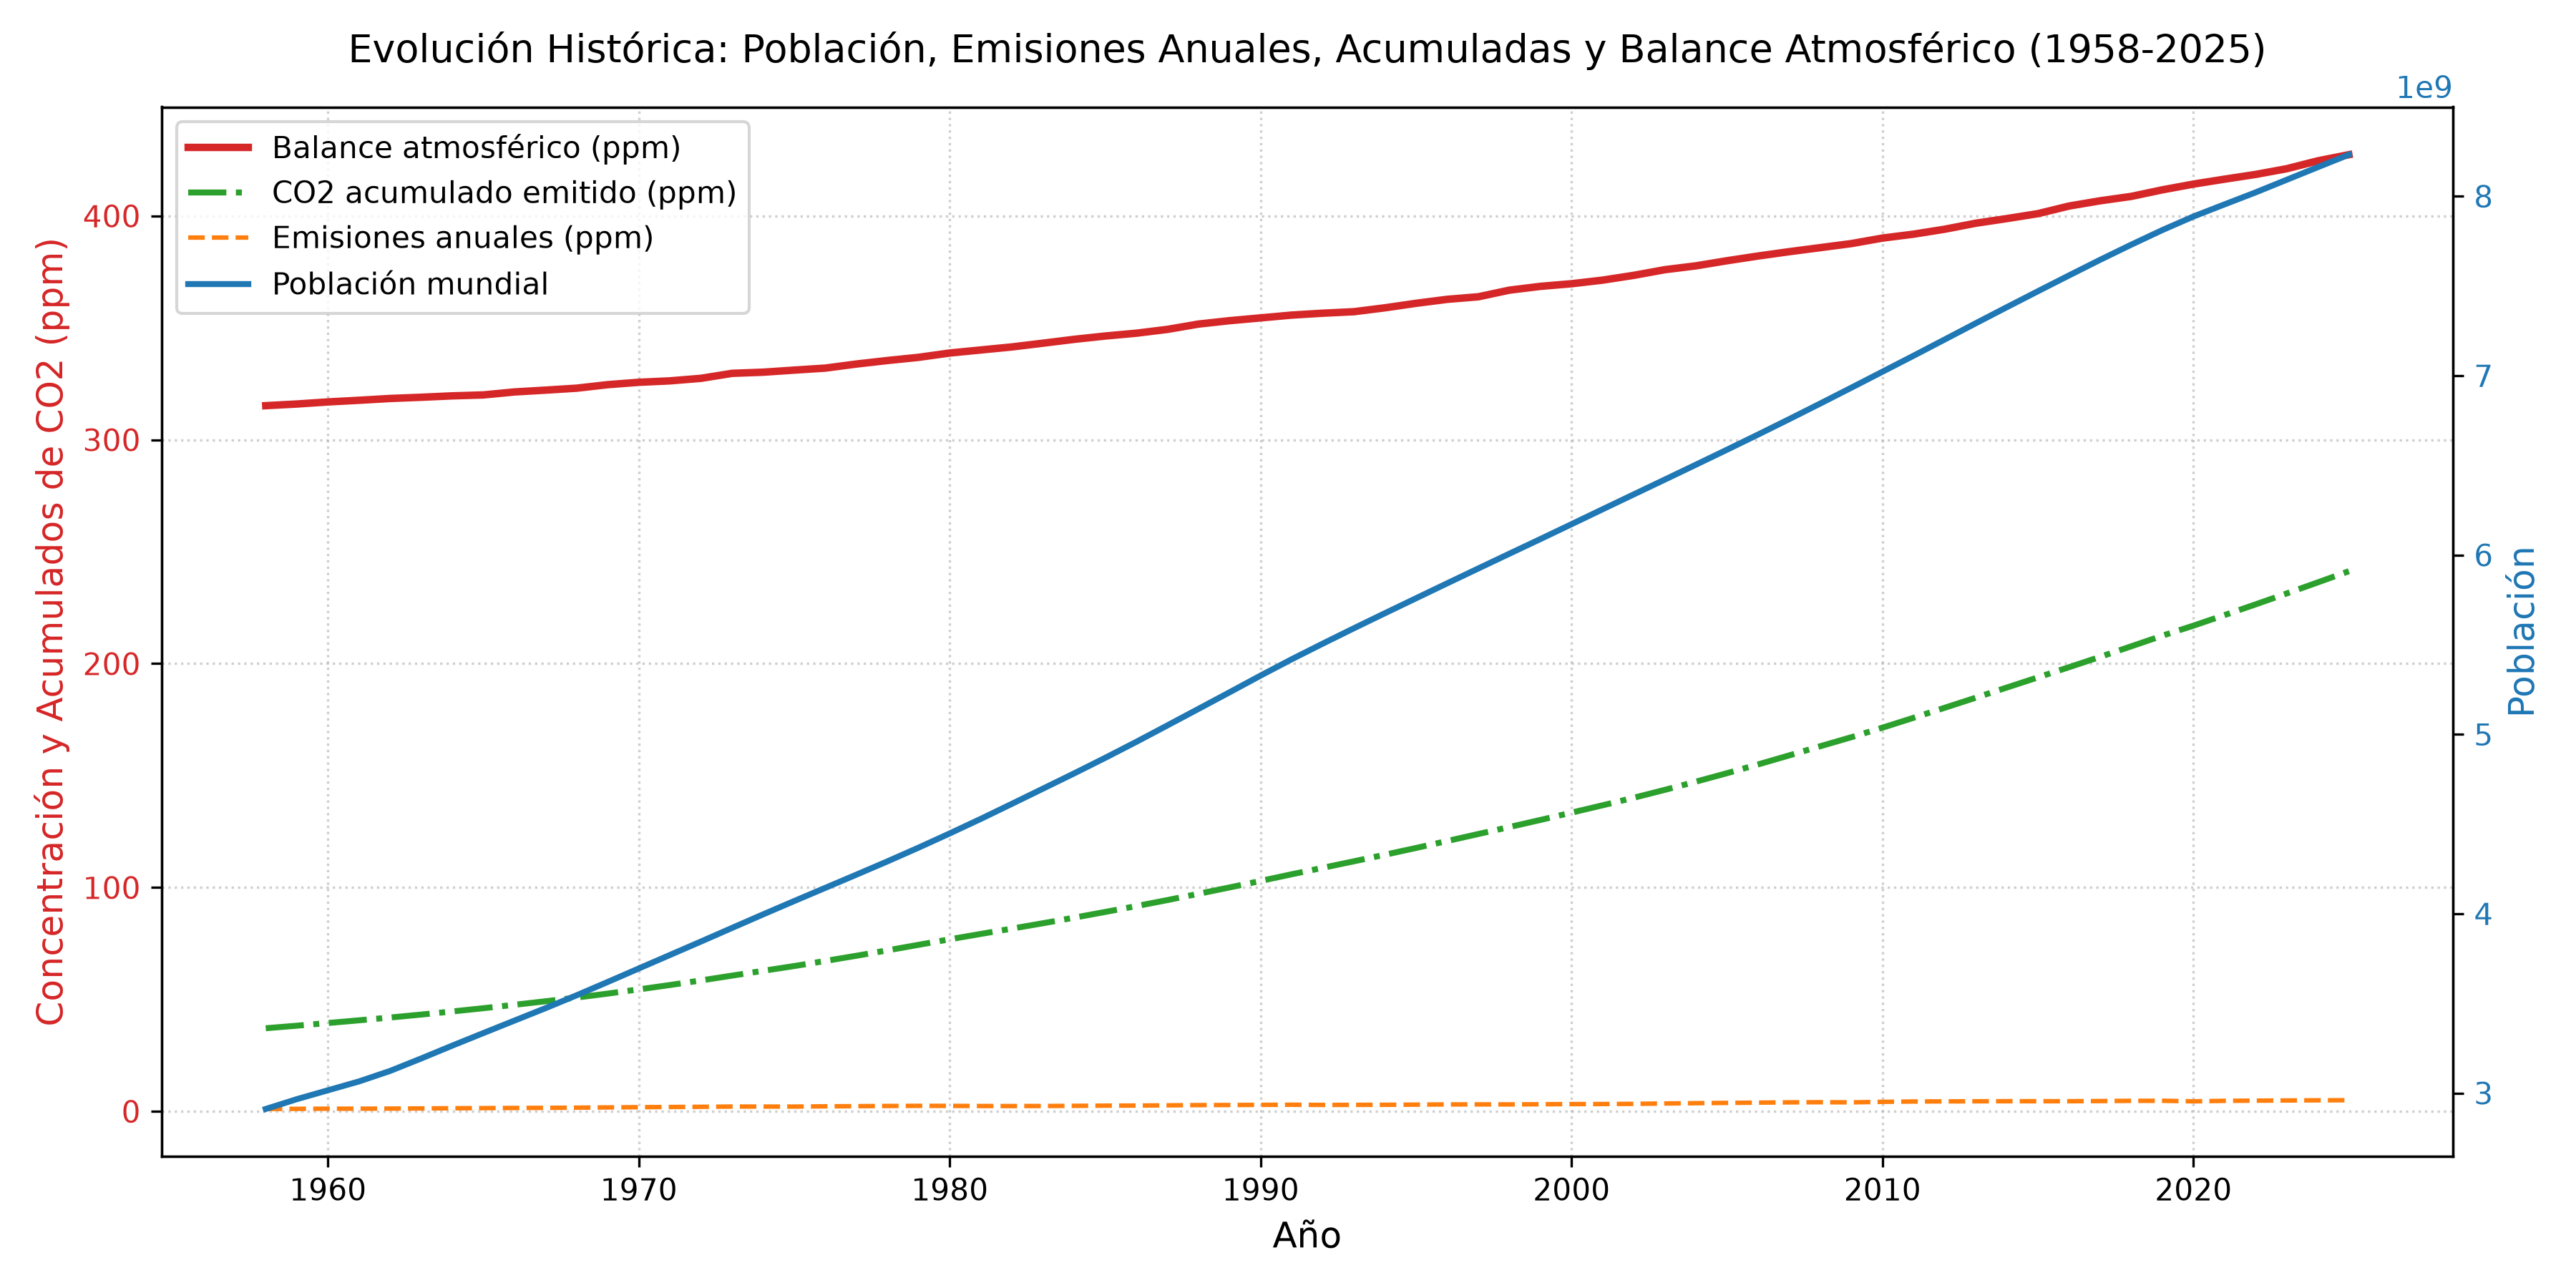 Evolución Histórica: Población, Emisiones Anuales, Acumuladas y Balance Atmosférico (1958-2025)
1e9
Balance atmosférico (ppm)
CO2 acumulado emitido (ppm)
Emisiones anuales (ppm)
Población mundial
Concentración y Acumulados de CO2 (ppm)
400
300
200
100
0
8
7
6
5
4
3
Población
1960 1970 1980 1990 2000 2010 2020
Año